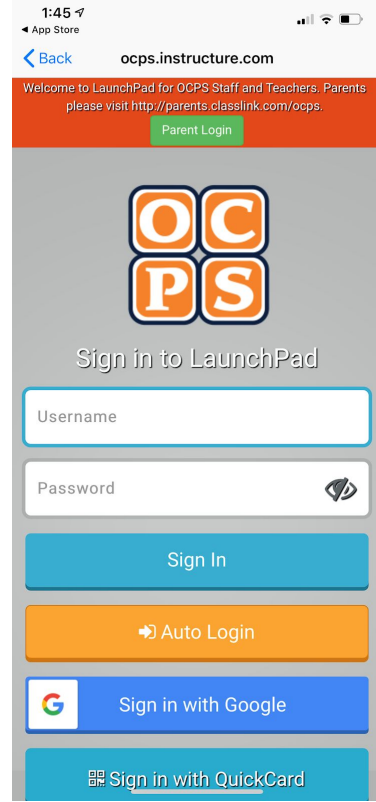 1:45
App Store
Back
ocps.instructure.com
Welcome to LaunchPad for OCPS Staff and Teachers. Parents
please visit http://parents.classlink.com/ocps.
Parent Login
OC
PS
Sign in to LaunchPad
Username
Password
Sign In
Auto Login
G
Sign in with Google
Sign in with QuickCard